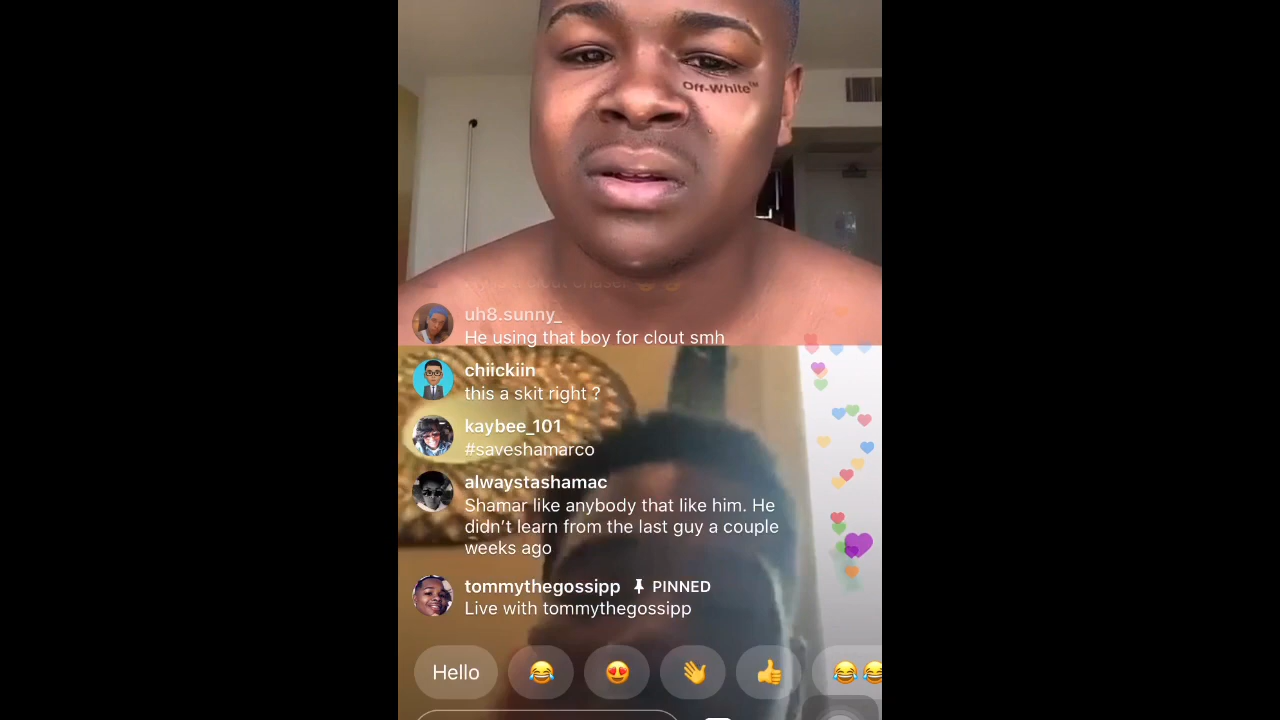 Off-White™
uh8.sunny_
He using that boy for clout smh
chiickiin
this a skit right ?
kaybee_101
#saveshamarco
alwaystashamac
Shamar like anybody that like him. He
didn't learn from the last guy a couple
weeks ago
tommythegossipp PINNED
Live with tommythegossipp
Hello